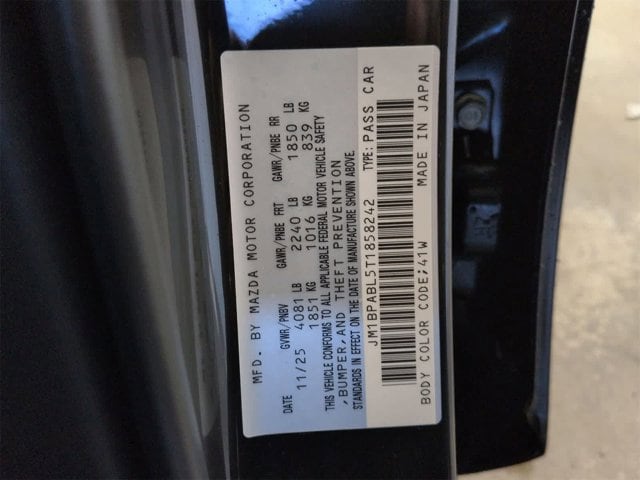 MFD. BY MAZDA MOTOR CORPORATION
DATE GVWR/PNBV GAWR/PNBE FRT GAWR/PNBE RR
11/25 4081 LB 2240 LB 1850 LB
1851 KG 1016 KG 839 KG
THIS VEHICLE CONFORMS TO ALL APPLICABLE FEDERAL MOTOR VEHICLE SAFETY
,BUMPER,AND THEFT PREVENTION
STANDARDS IN EFFECT ON THE DATE OF MANUFACTURE SHOWN ABOVE.
JM1BPABL5T1858242 TYPE: PASS CAR
BODY COLOR CODE;41W MADE IN JAPAN